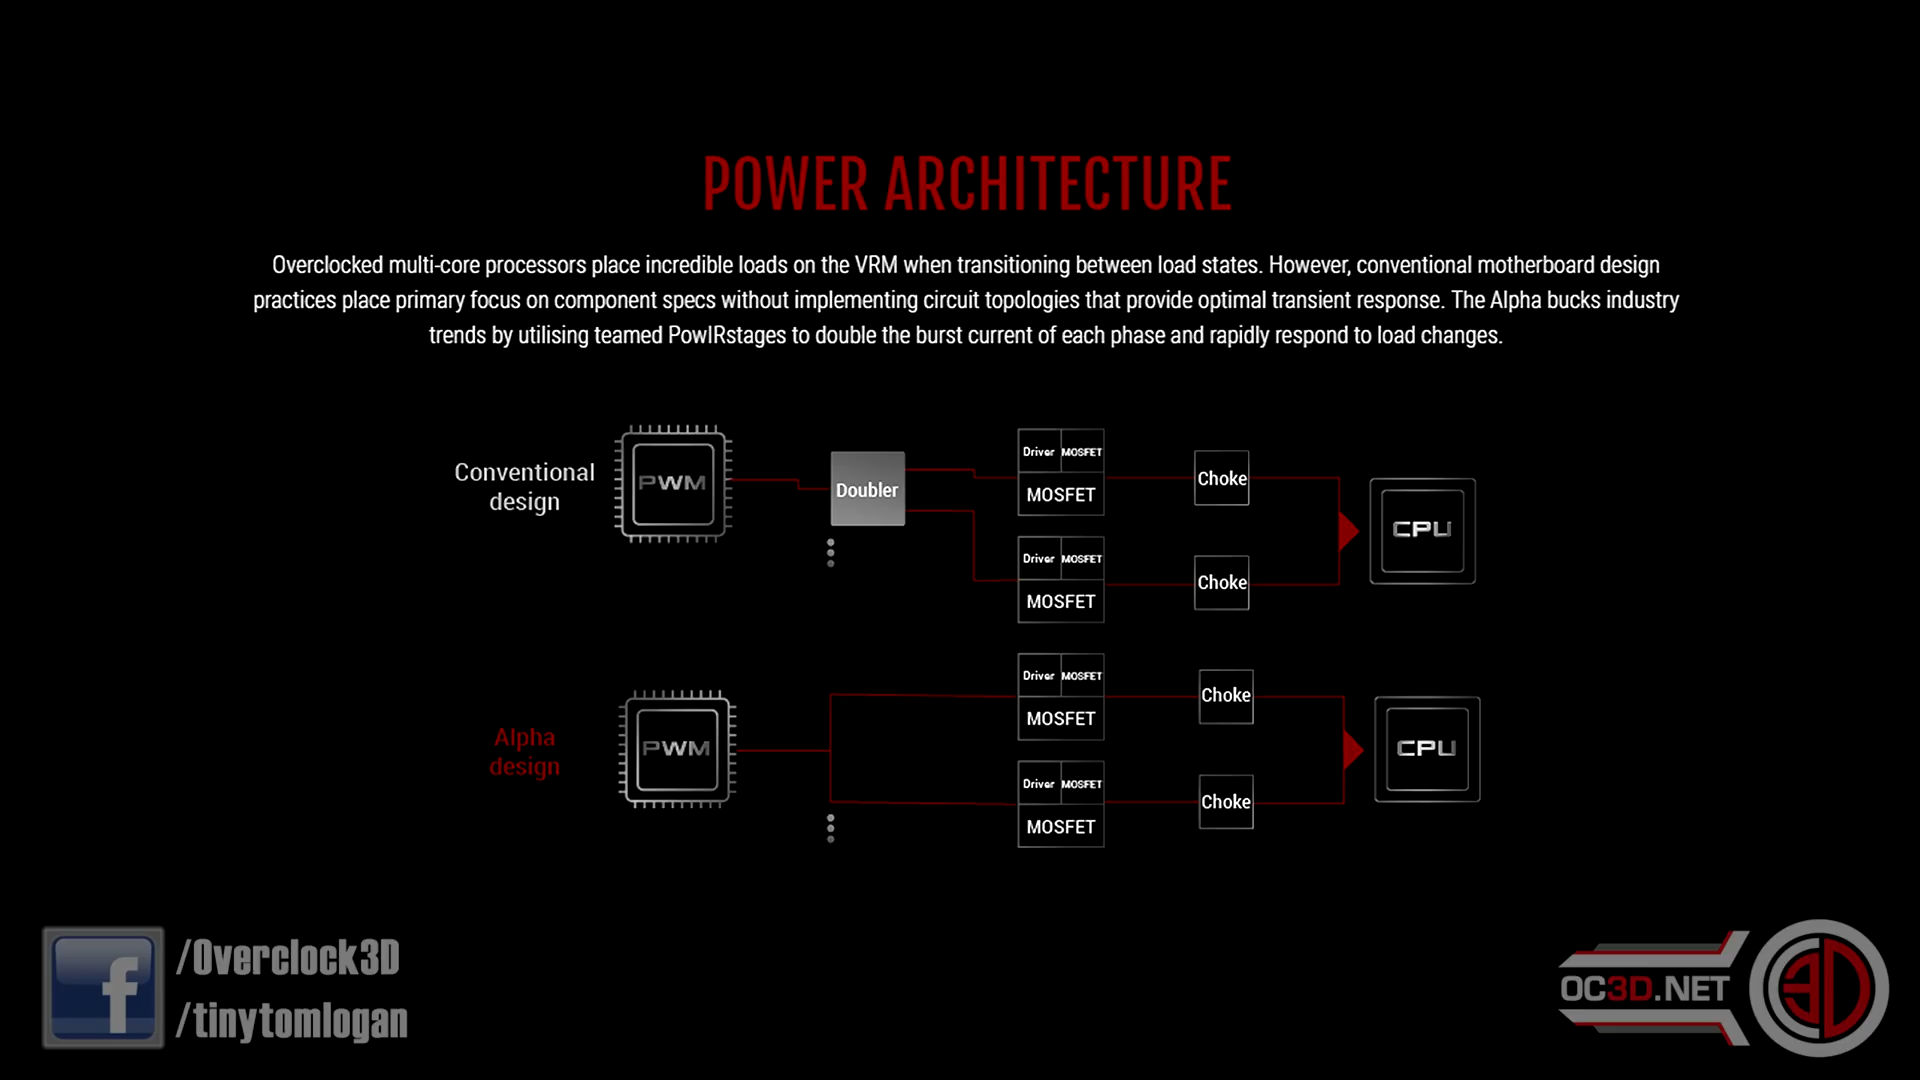 POWER ARCHITECTURE
Overclocked multi-core processors place incredible loads on the VRM when transitioning between load states. However, conventional motherboard design
practices place primary focus on component specs without implementing circuit topologies that provide optimal transient response. The Alpha bucks industry
trends by utilising teamed PowIRstages to double the burst current of each phase and rapidly respond to load changes.
Conventional
design
PWM
Doubler
Driver MOSFET
MOSFET
Choke
Driver MOSFET
MOSFET
Choke
CPU
Alpha
design
PWM
Driver MOSFET
MOSFET
Choke
Driver MOSFET
MOSFET
Choke
CPU
f
/Overclock3D
/tinytomlogan
OC3D.NET
3D